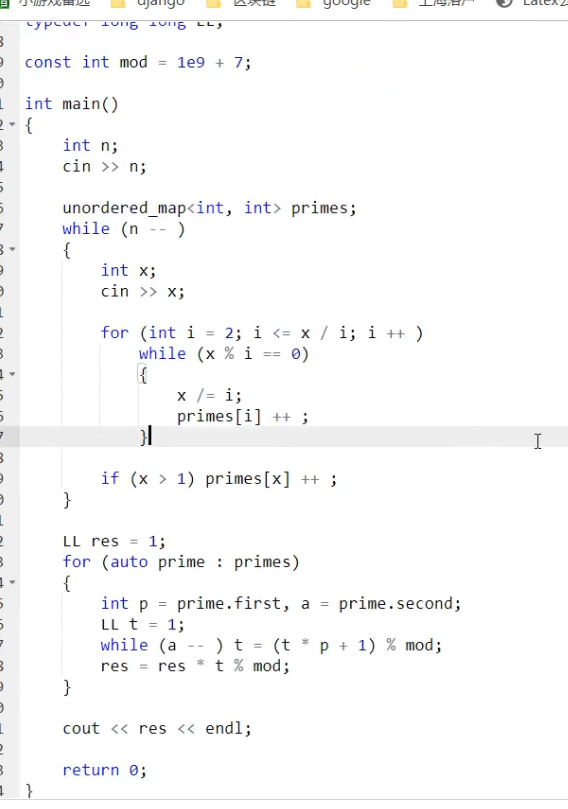 小游戏备选 django 区块链 google 上海落户
typedef long long LL;
const int mod = 1e9 + 7;
int main()
{
int n;
cin >> n;
unordered_map<int, int> primes;
while (n -- )
{
int x;
cin >> x;
for (int i = 2; i <= x / i; i ++ )
while (x % i == 0)
{
x /= i;
primes[i] ++ ;
}
if (x > 1) primes[x] ++ ;
}
LL res = 1;
for (auto prime : primes)
{
int p = prime.first, a = prime.second;
LL t = 1;
while (a -- ) t = (t * p + 1) % mod;
res = res * t % mod;
}
cout << res << endl;
return 0;
}